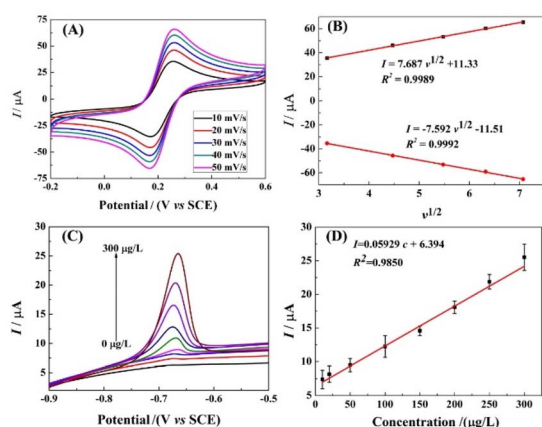 (A)
I / μA
75
50
25
0
-25
-50
-75
10 mV/s
20 mV/s
30 mV/s
40 mV/s
50 mV/s
-0.2
0.0
0.2
0.4
0.6
Potential / (V vs SCE)
(B)
I / μA
60
40
20
0
-20
-40
-60
I = 7.687 v1/2 +11.33
R2 = 0.9989
I = -7.592 v1/2 -11.51
R2 = 0.9992
3
4
5
6
7
v1/2
(C)
I / μA
30
25
20
15
10
5
300 μg/L
0 μg/L
-0.9
-0.8
-0.7
-0.6
-0.5
Potential /(V vs SCE)
(D)
I / μA
25
20
15
10
5
I=0.05929 c + 6.394
R2=0.9850
0
50
100
150
200
250
300
Concentration /(μg/L)